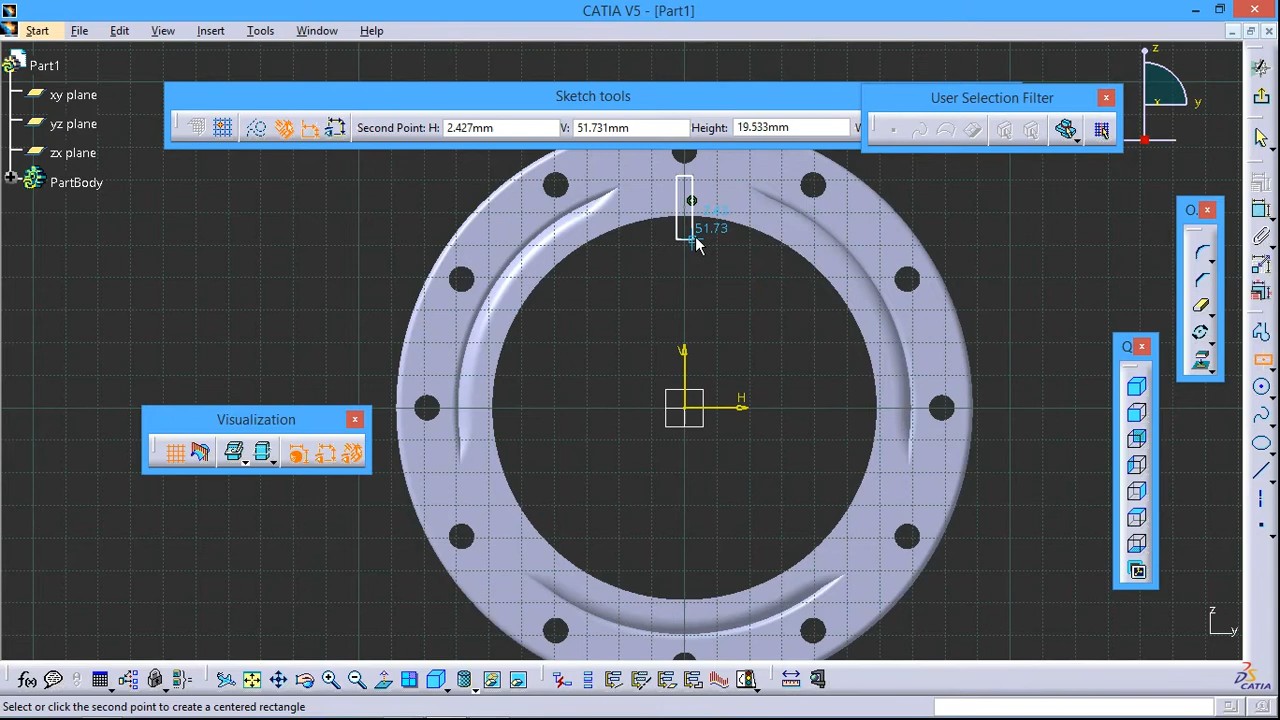 CATIA V5 - [Part1]
Start File Edit View Insert Tools Window Help
Part1
xy plane
yz plane
zx plane
PartBody
Sketch tools
Second Point: H: 2.427mm V: 51.731mm Height: 19.533mm
User Selection Filter
z
x y
O.
51.73
V
H
Visualization
Q
z
y
f(x)
CATIA
Select or click the second point to create a centered rectangle